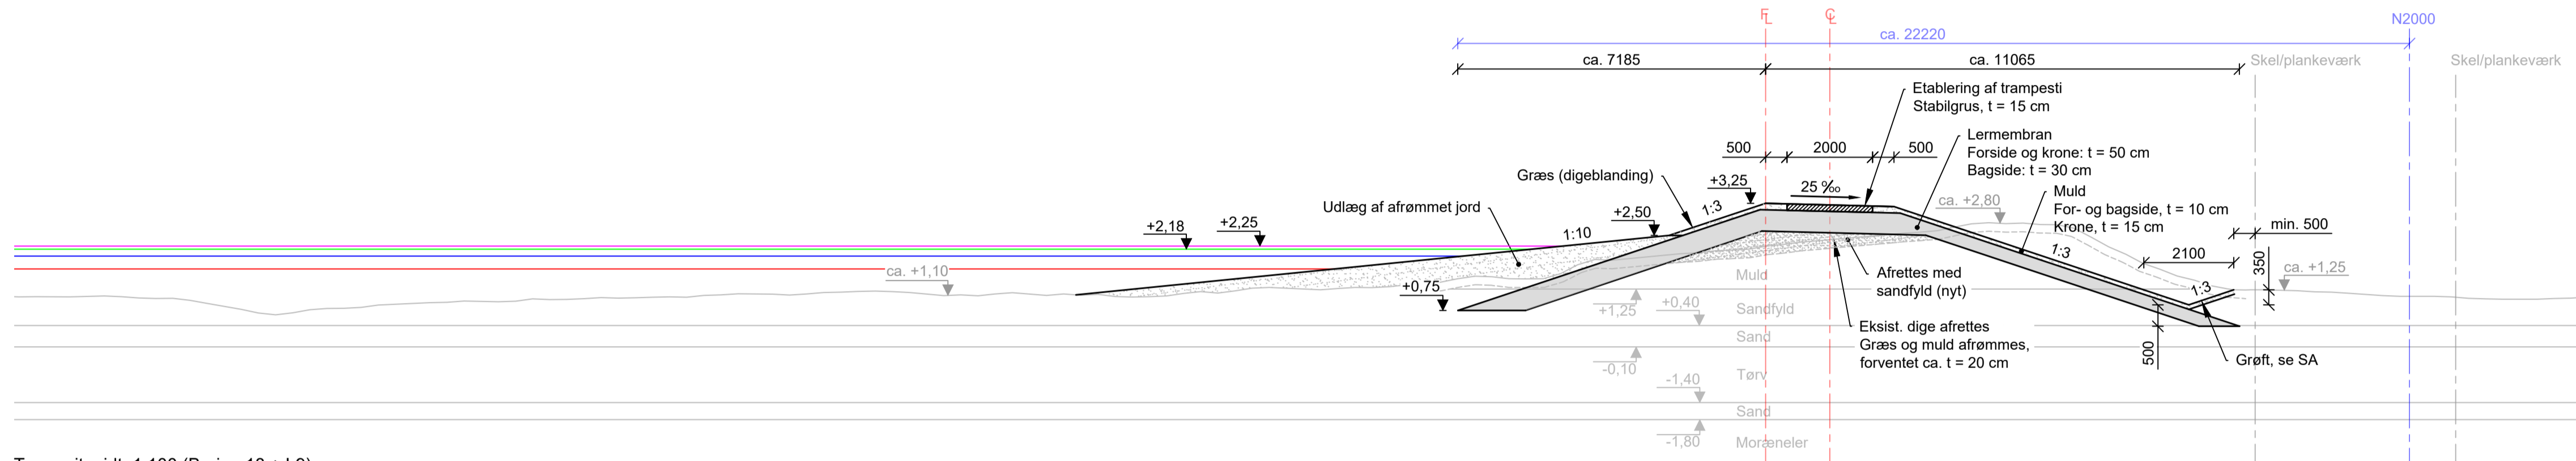 FL
CL
N2000
ca. 22220
ca. 7185
ca. 11065
Skel/plankeværk
Skel/plankeværk
Etablering af trampesti
Stabilgrus, t = 15 cm
Lermembran
Forside og krone: t = 50 cm
Bagside: t = 30 cm
500
2000
500
Græs (digeblanding)
+3,25
25 ‰
Muld
For- og bagside, t = 10 cm
Krone, t = 15 cm
ca. +2,80
Udlæg af afrømmet jord
+2,50
1:3
+2,18
+2,25
1:10
1:3
min. 500
2100
350
ca. +1,25
ca. +1,10
+0,75
Muld
Afrettes med
sandfyld (nyt)
1:3
+1,25
+0,40
Sandfyld
Sand
Eksist. dige afrettes
Græs og muld afrømmes,
forventet ca. t = 20 cm
500
Grøft, se SA
-0,10
Tørv
-1,40
Sand
-1,80
Moræneler